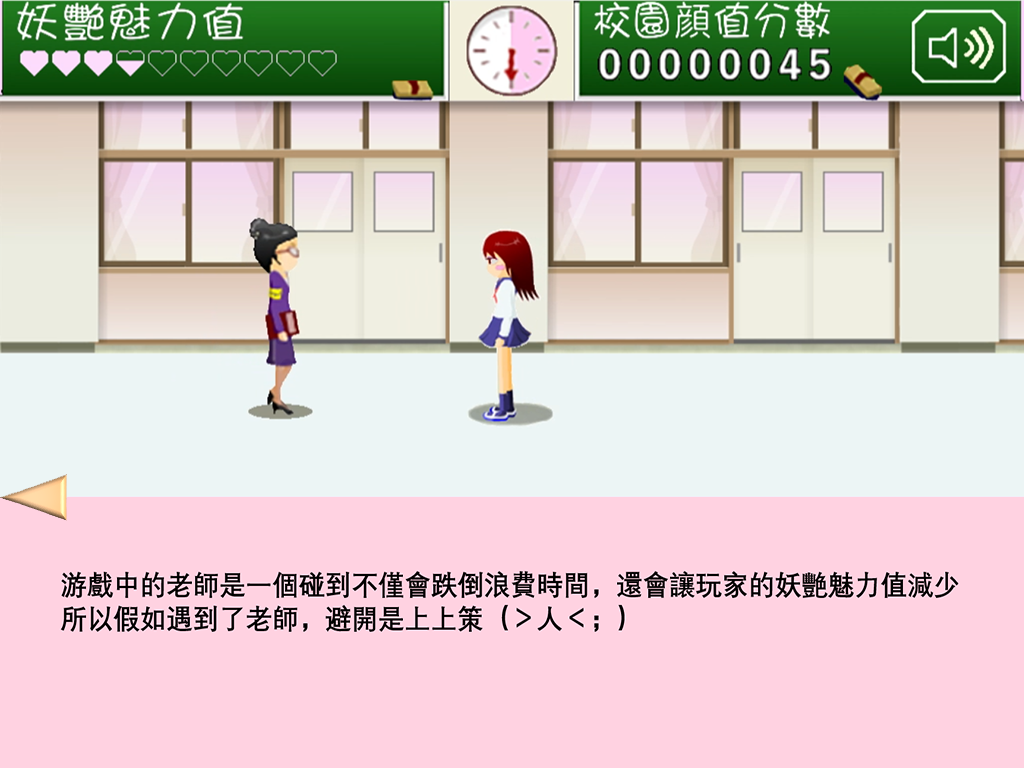 妖艷魅力值
校園顔值分數
00000045
游戲中的老師是一個碰到不僅會跌倒浪費時間，還會讓玩家的妖艷魅力值減少
所以假如遇到了老師，避開是上上策（＞人＜；）